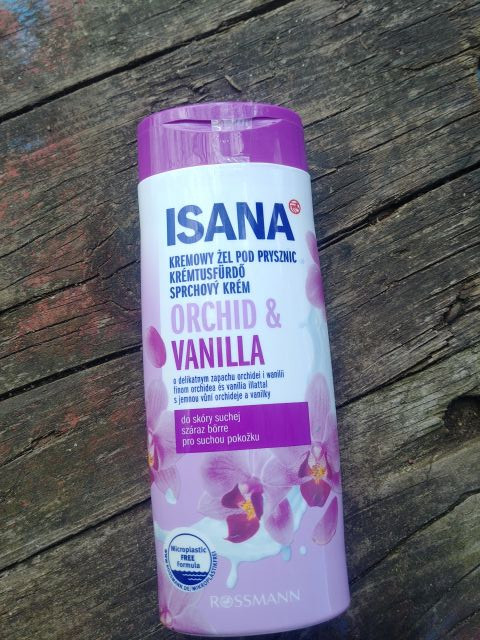 ISANA
KREMOWY ŻEL POD PRYSZNIC
KRÉMTUSFÜRDŐ
SPRCHOVÝ KRÉM
ORCHID &
VANILLA
o delikatnym zapachu orchidei i wanilii
finom orchidea és vanília illattal
s jemnou vůní orchideje a vanilky
do skóry suchej
száraz bőrre
pro suchou pokožku
Microplastic
FREE
Formula
ROSSMANN